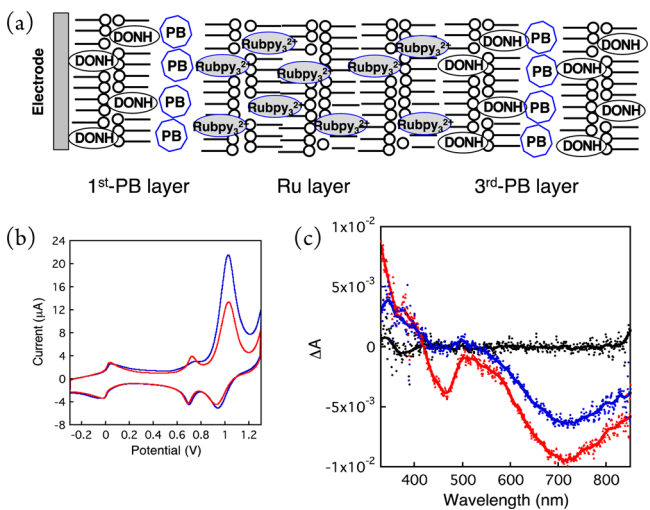 (a)
Electrode
DONH PB Rubpy₃²⁺ Rubpy₃²⁺ DONH PB DONH
DONH PB Rubpy₃²⁺ Rubpy₃²⁺ Rubpy₃²⁺ DONH PB DONH
DONH PB Rubpy₃²⁺ DONH PB DONH
DONH PB Rubpy₃²⁺ Rubpy₃²⁺ Rubpy₃²⁺ DONH PB DONH
1ˢᵗ-PB layer Ru layer 3ʳᵈ-PB layer
(b)
Current (μA)
24
20
16
12
8
4
0
-4
-8
-0.2 0 0.2 0.4 0.6 0.8 1 1.2
Potential (V)
(c)
ΔA
1x10⁻²
5x10⁻³
0
-5x10⁻³
-1x10⁻²
400 500 600 700 800
Wavelength (nm)